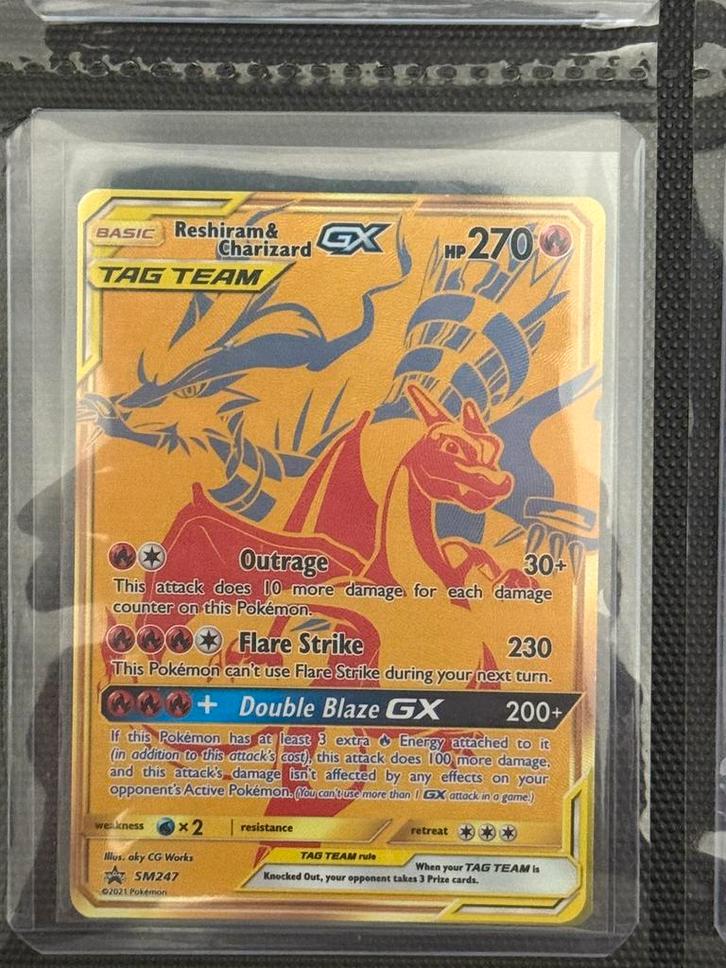 BASIC Reshiram& Charizard GX HP 270
TAG TEAM
Outrage 30+
This attack does 10 more damage for each damage
counter on this Pokémon.
Flare Strike 230
This Pokémon can't use Flare Strike during your next turn.
+ Double Blaze GX 200+
If this Pokémon has at least 3 extra Energy attached to it
(in addition to this attack's cost), this attack does 100 more damage,
and this attack's damage isn't affected by any effects on your
opponent's Active Pokémon. (You can't use more than 1 GX attack in a game.)
weakness ×2 resistance retreat
Illus. aky CG Works
SM247
©2021 Pokémon
TAG TEAM rule
When your TAG TEAM is
Knocked Out, your opponent takes 3 Prize cards.